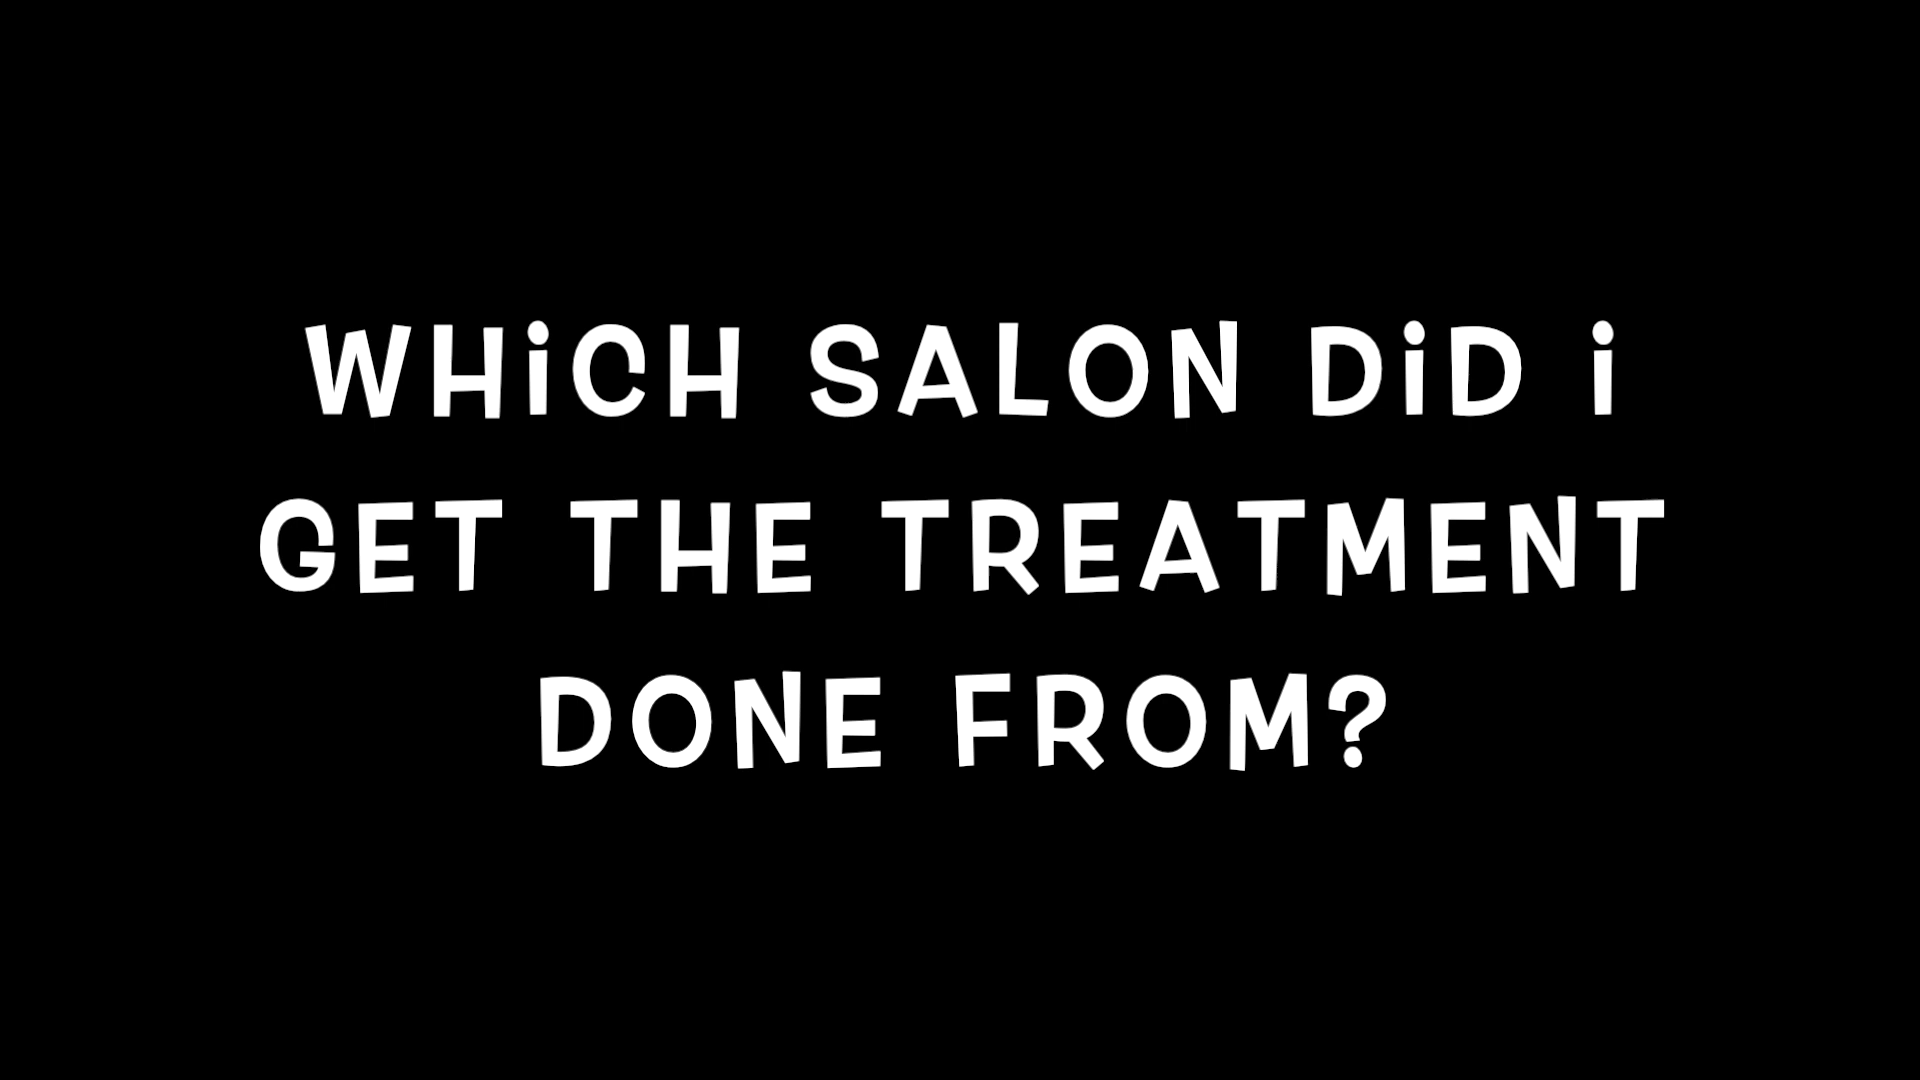 WHiCH SALON DiD i
GET THE TREATMENT
DONE FROM?